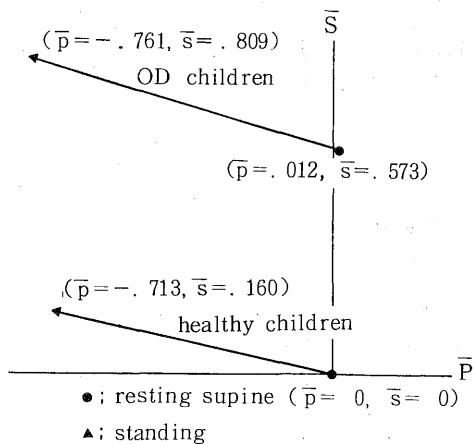 S̅
(p̅=−.761, s̅=.809)
OD children
(p̅=.012, s̅=.573)
(p̅=−.713, s̅=.160)
healthy children
P̅
●; resting supine (p̅= 0, s̅= 0)
▲; standing